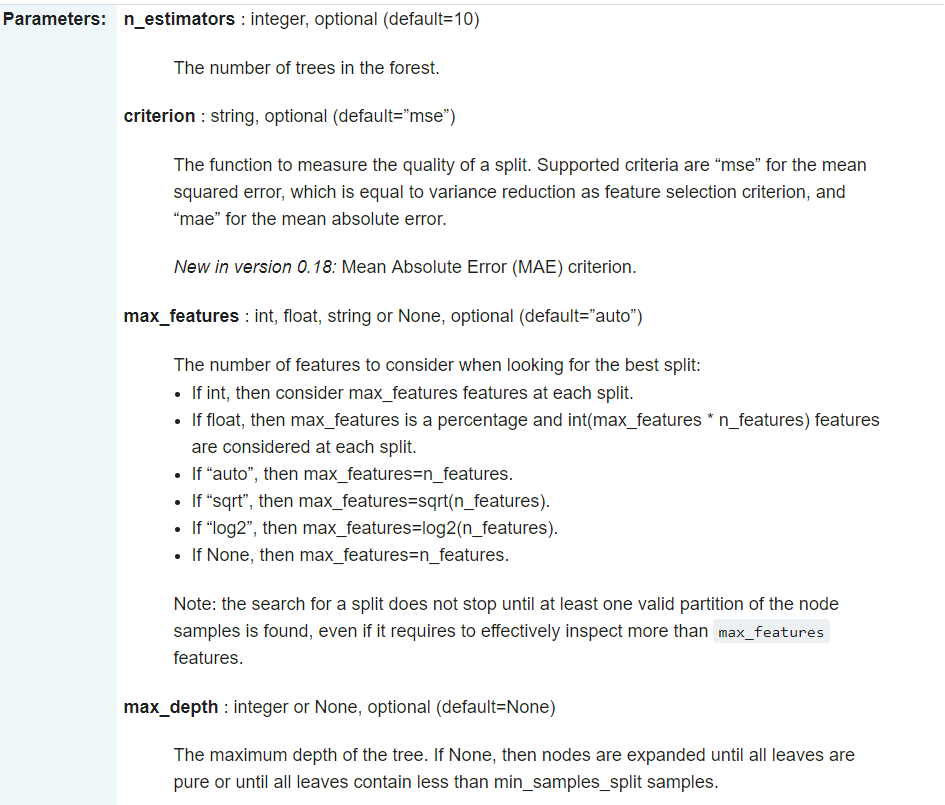 Parameters: n_estimators : integer, optional (default=10)
The number of trees in the forest.
criterion : string, optional (default=”mse”)
The function to measure the quality of a split. Supported criteria are “mse” for the mean
squared error, which is equal to variance reduction as feature selection criterion, and
“mae” for the mean absolute error.
New in version 0.18: Mean Absolute Error (MAE) criterion.
max_features : int, float, string or None, optional (default=”auto”)
The number of features to consider when looking for the best split:
• If int, then consider max_features features at each split.
• If float, then max_features is a percentage and int(max_features * n_features) features
are considered at each split.
• If “auto”, then max_features=n_features.
• If “sqrt”, then max_features=sqrt(n_features).
• If “log2”, then max_features=log2(n_features).
• If None, then max_features=n_features.
Note: the search for a split does not stop until at least one valid partition of the node
samples is found, even if it requires to effectively inspect more than max_features
features.
max_depth : integer or None, optional (default=None)
The maximum depth of the tree. If None, then nodes are expanded until all leaves are
pure or until all leaves contain less than min_samples_split samples.